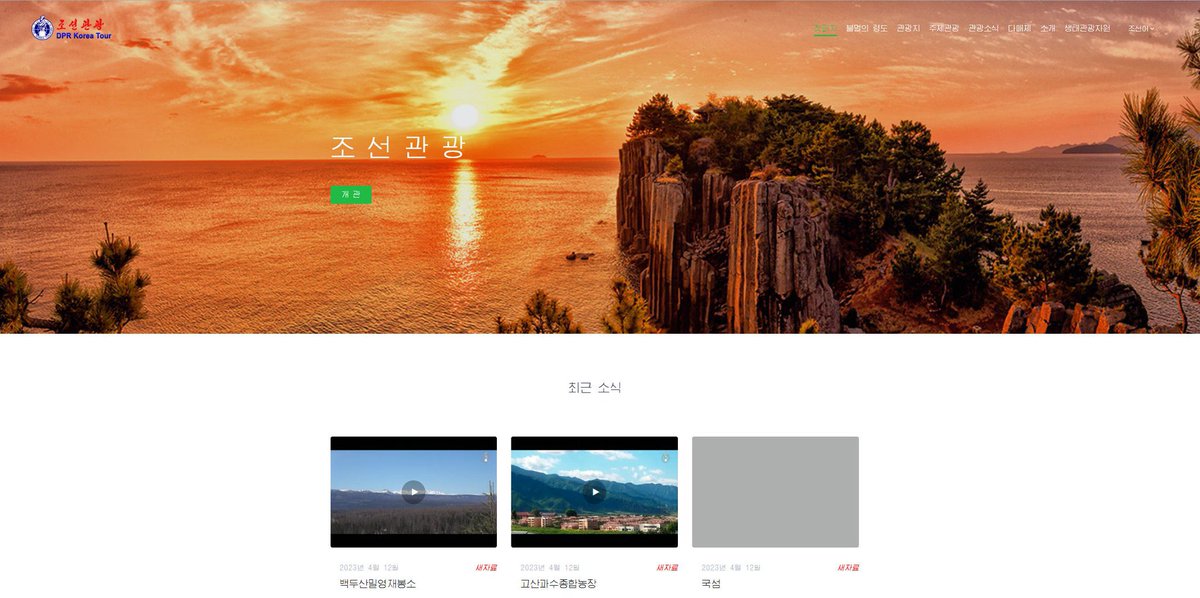 조선관광
DPR Korea Tour
첫페지 불멸의 령도 관광지 주제관광 관광소식 다매체 소개 생태관광자원 조선어
조선관광
개 관
최근 소식
2023년 4월 12일 새자료
백두산밀영재봉소
2023년 4월 12일 새자료
고산과수종합농장
2023년 4월 12일 새자료
국섬